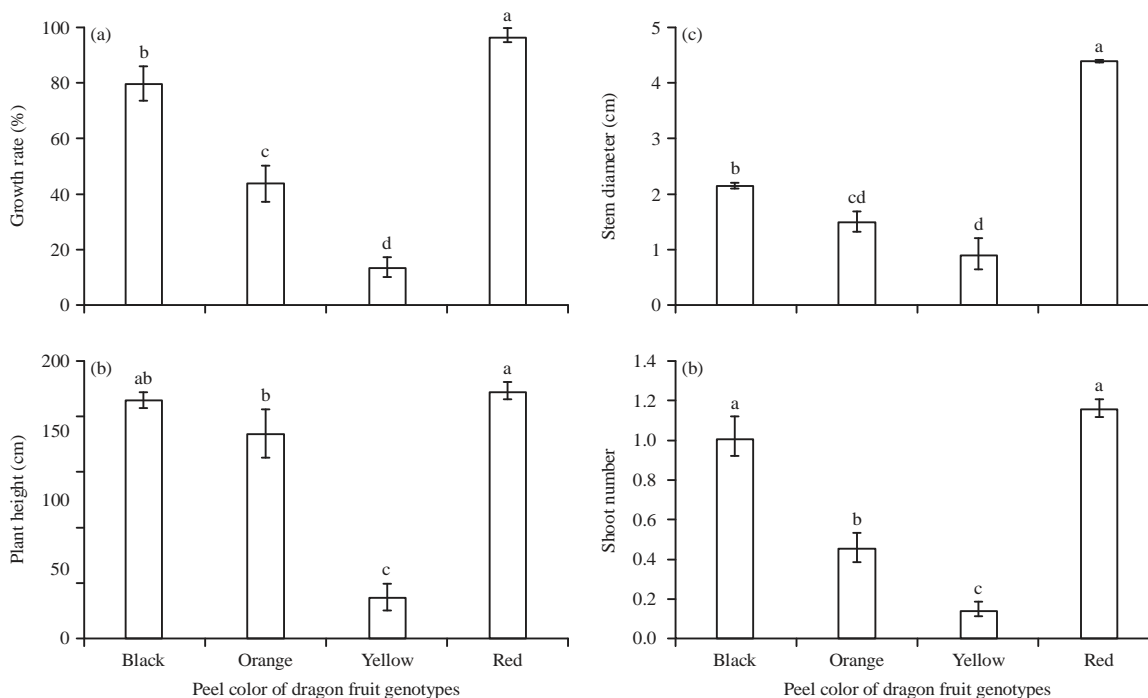 (a)
Growth rate (%)
100
80
60
40
20
0
b
c
d
a
(c)
Stem diameter (cm)
5
4
3
2
1
0
b
cd
d
a
(b)
Plant height (cm)
200
150
100
50
0
ab
b
c
a
Black Orange Yellow Red
Peel color of dragon fruit genotypes
(b)
Shoot number
1.4
1.2
1.0
0.8
0.6
0.4
0.2
0.0
a
b
c
a
Black Orange Yellow Red
Peel color of dragon fruit genotypes